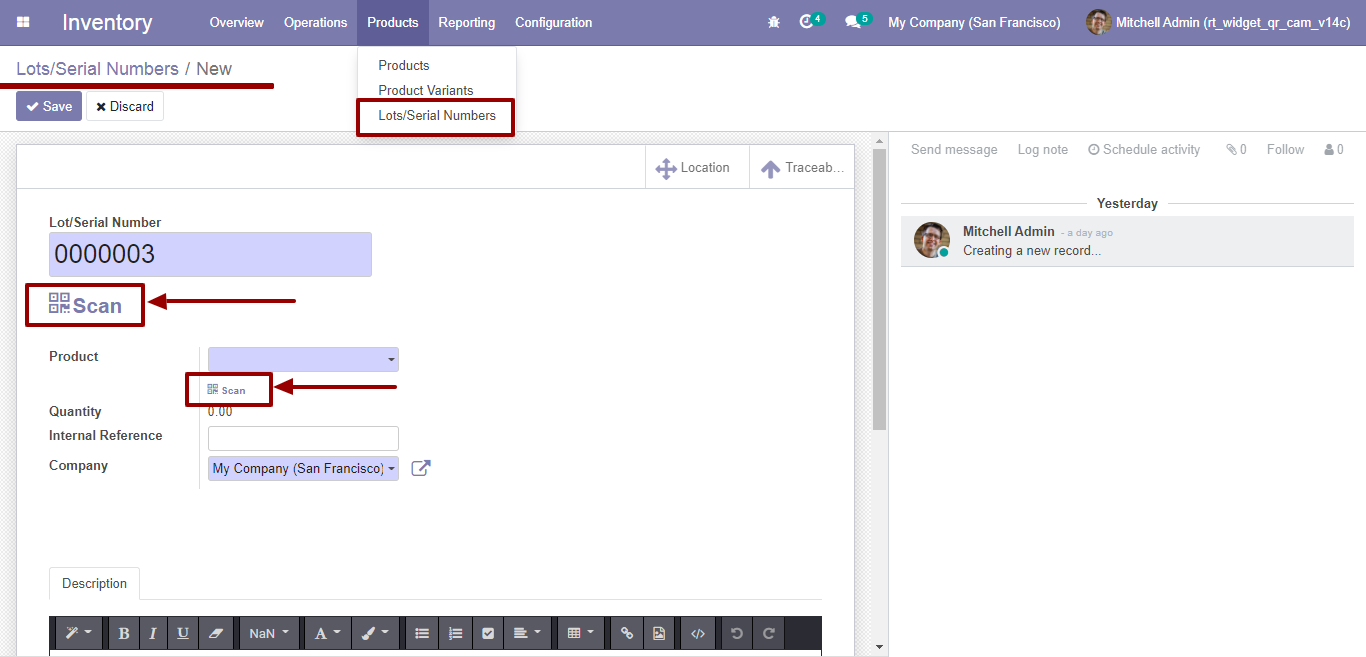 Inventory Overview Operations Products Reporting Configuration 4 5 My Company (San Francisco) Mitchell Admin (rt_widget_qr_cam_v14c)
Lots/Serial Numbers / New
Save Discard
Products
Product Variants
Lots/Serial Numbers
Location Traceab...
Lot/Serial Number
0000003
Scan
Product
Scan
Quantity 0.00
Internal Reference
Company My Company (San Francisco)
Description
B I U NaN A
Send message Log note Schedule activity 0 Follow 0
Yesterday
Mitchell Admin - a day ago
Creating a new record...